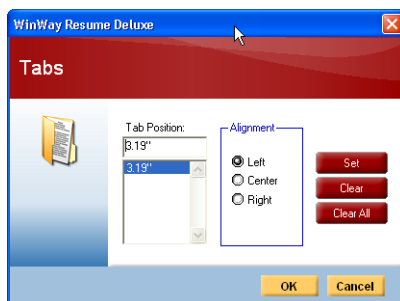 WinWay Resume Deluxe
Tabs
Tab Position:
3.19"
3.19"
Alignment
Left
Center
Right
Set
Clear
Clear All
OK
Cancel